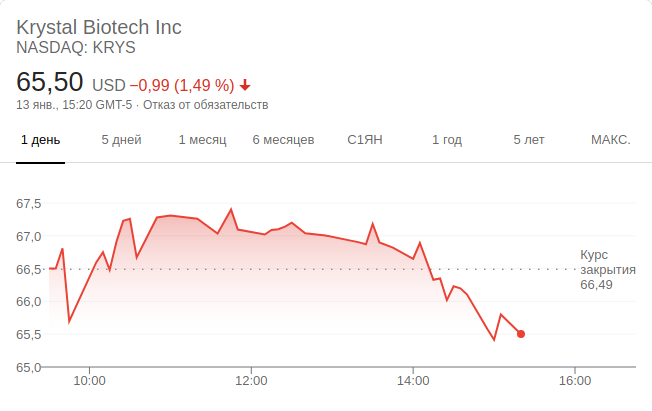 Krystal Biotech Inc
NASDAQ: KRYS
65,50 USD −0,99 (1,49 %)
13 янв., 15:20 GMT-5 · Отказ от обязательств
1 день 5 дней 1 месяц 6 месяцев С1ЯН 1 год 5 лет МАКС.
67,5
67,0
66,5
66,0
65,5
65,0
Курс
закрытия
66,49
10:00 12:00 14:00 16:00